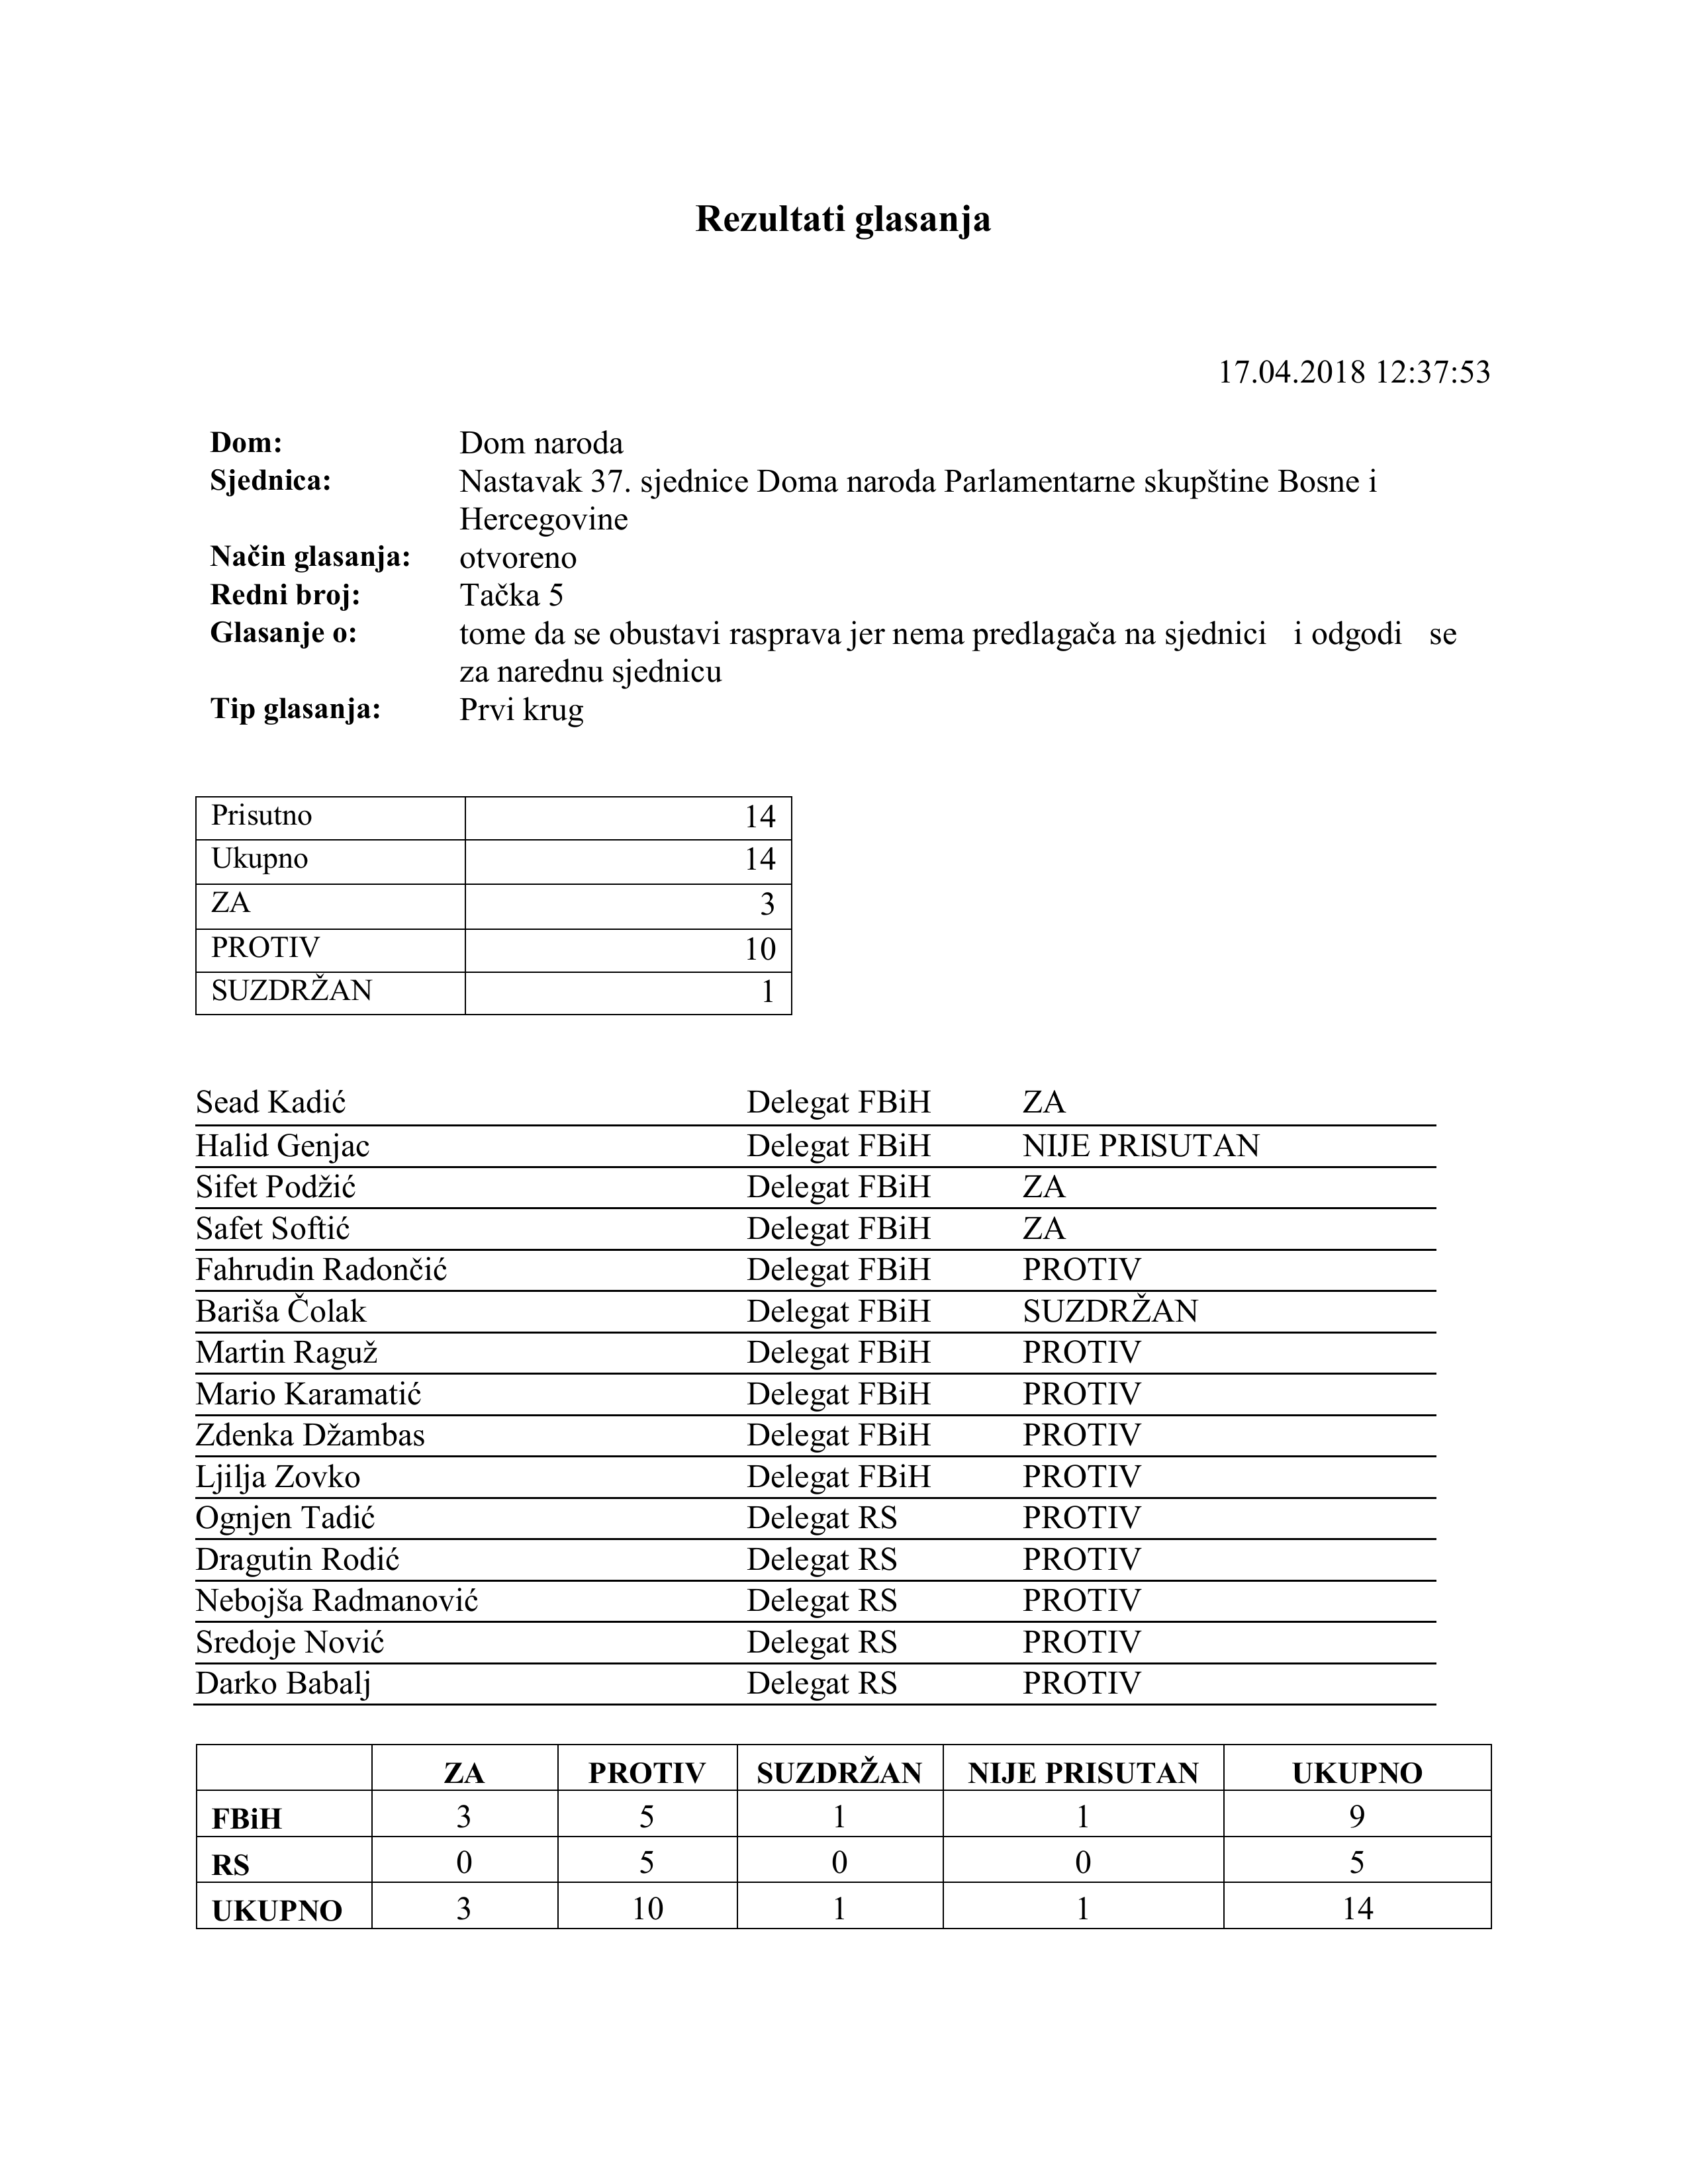 Rezultati glasanja
17.04.2018 12:37:53
Dom: Dom naroda
Sjednica: Nastavak 37. sjednice Doma naroda Parlamentarne skupštine Bosne i
Hercegovine
Način glasanja: otvoreno
Redni broj: Tačka 5
Glasanje o: tome da se obustavi rasprava jer nema predlagača na sjednici i odgodi se
za narednu sjednicu
Tip glasanja: Prvi krug
Prisutno 14
Ukupno 14
ZA 3
PROTIV 10
SUZDRŽAN 1
Sead Kadić Delegat FBiH ZA
Halid Genjac Delegat FBiH NIJE PRISUTAN
Sifet Podžić Delegat FBiH ZA
Safet Softić Delegat FBiH ZA
Fahrudin Radončić Delegat FBiH PROTIV
Bariša Čolak Delegat FBiH SUZDRŽAN
Martin Raguž Delegat FBiH PROTIV
Mario Karamatić Delegat FBiH PROTIV
Zdenka Džambas Delegat FBiH PROTIV
Ljilja Zovko Delegat FBiH PROTIV
Ognjen Tadić Delegat RS PROTIV
Dragutin Rodić Delegat RS PROTIV
Nebojša Radmanović Delegat RS PROTIV
Sredoje Nović Delegat RS PROTIV
Darko Babalj Delegat RS PROTIV
ZA PROTIV SUZDRŽAN NIJE PRISUTAN UKUPNO
FBiH 3 5 1 1 9
RS 0 5 0 0 5
UKUPNO 3 10 1 1 14